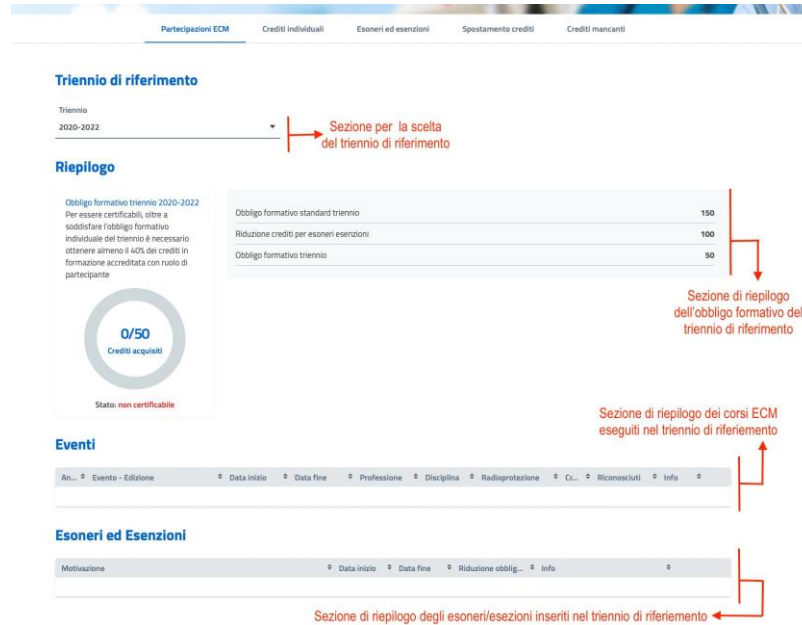 Partecipazioni ECM
Crediti individuali
Esoneri ed esenzioni
Spostamento crediti
Crediti mancanti
Triennio di riferimento
Triennio
2020-2022
Sezione per la scelta
del triennio di riferimento
Riepilogo
Obbligo formativo triennio 2020-2022
Per essere certificabili, oltre a
soddisfare l'obbligo formativo
individuale del triennio è necessario
ottenere almeno il 40% dei crediti in
formazione accreditata con ruolo di
partecipante
0/50
Crediti acquisiti
Stato: non certificabile
Obbligo formativo standard triennio 150
Riduzione crediti per esoneri esenzioni 100
Obbligo formativo triennio 50
Sezione di riepilogo
dell'obbligo formativo del
triennio di riferimento
Sezione di riepilogo dei corsi ECM
eseguiti nel triennio di riferiemento
Eventi
An... Evento - Edizione Data inizio Data fine Professione Disciplina Radioprotezione Cr... Riconosciuti Info
Esoneri ed Esenzioni
Motivazione Data inizio Data fine Riduzione obblig... Info
Sezione di riepilogo degli esoneri/esezioni inseriti nel triennio di riferiemento